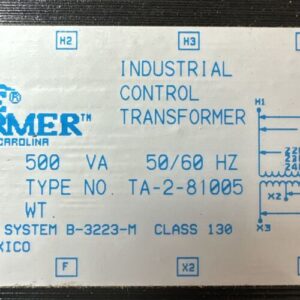 H2
H3
INDUSTRIAL
CONTROL
TRANSFORMER
RMER™
CAROLINA
H1
500 VA 50/60 HZ
TYPE NO. TA-2-81005
WT.
X2
SYSTEM B-3223-M CLASS 130
X3
XICO
F
X2